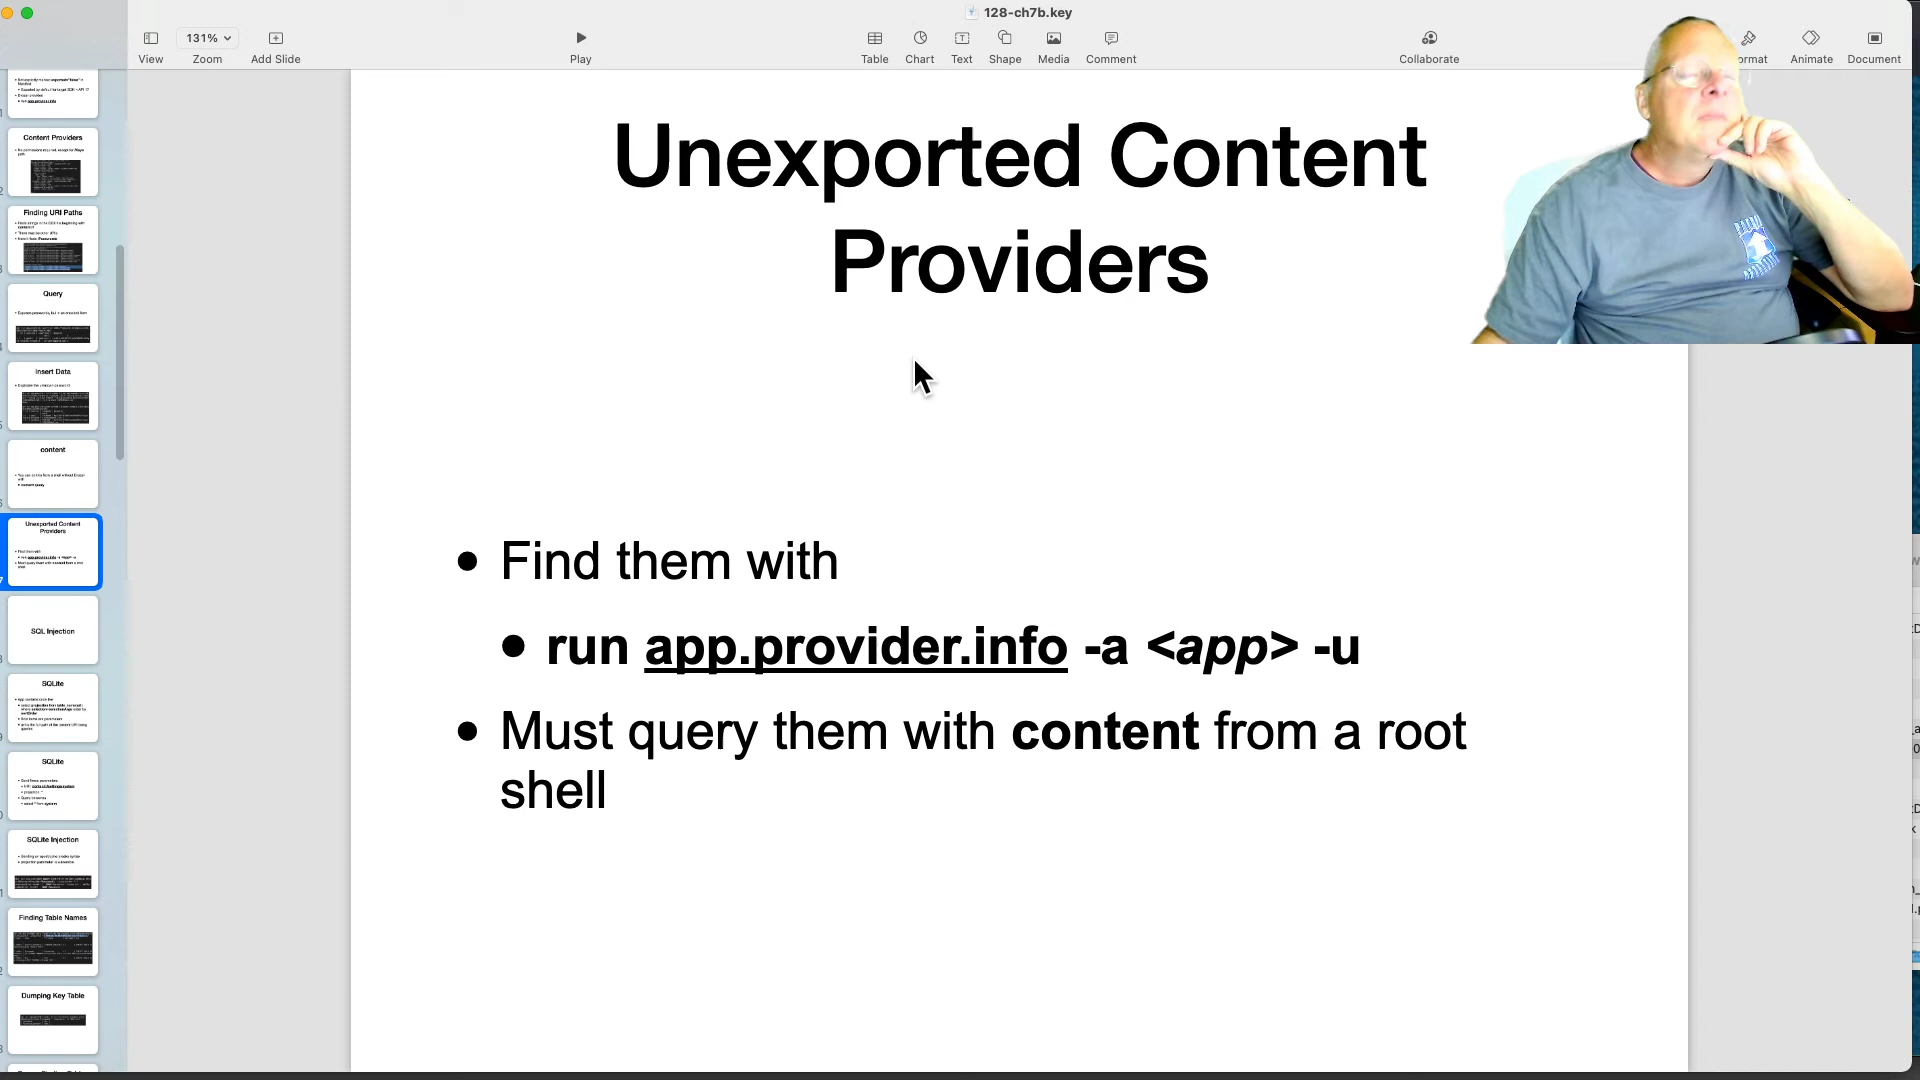 128-ch7b.key
131%
View
Zoom
Add Slide
Play
Table
Chart
Text
Shape
Media
Comment
Collaborate
ormat
Animate
Document
Unexported Content
Providers
• Find them with
• run app.provider.info -a <app> -u
• Must query them with content from a root
shell
Content Providers
Finding URI Paths
Query
Insert Data
content
Unexported Content
Providers
SQL Injection
SQLite
SQLite
SQLite Injection
Finding Table Names
Dumping Key Table